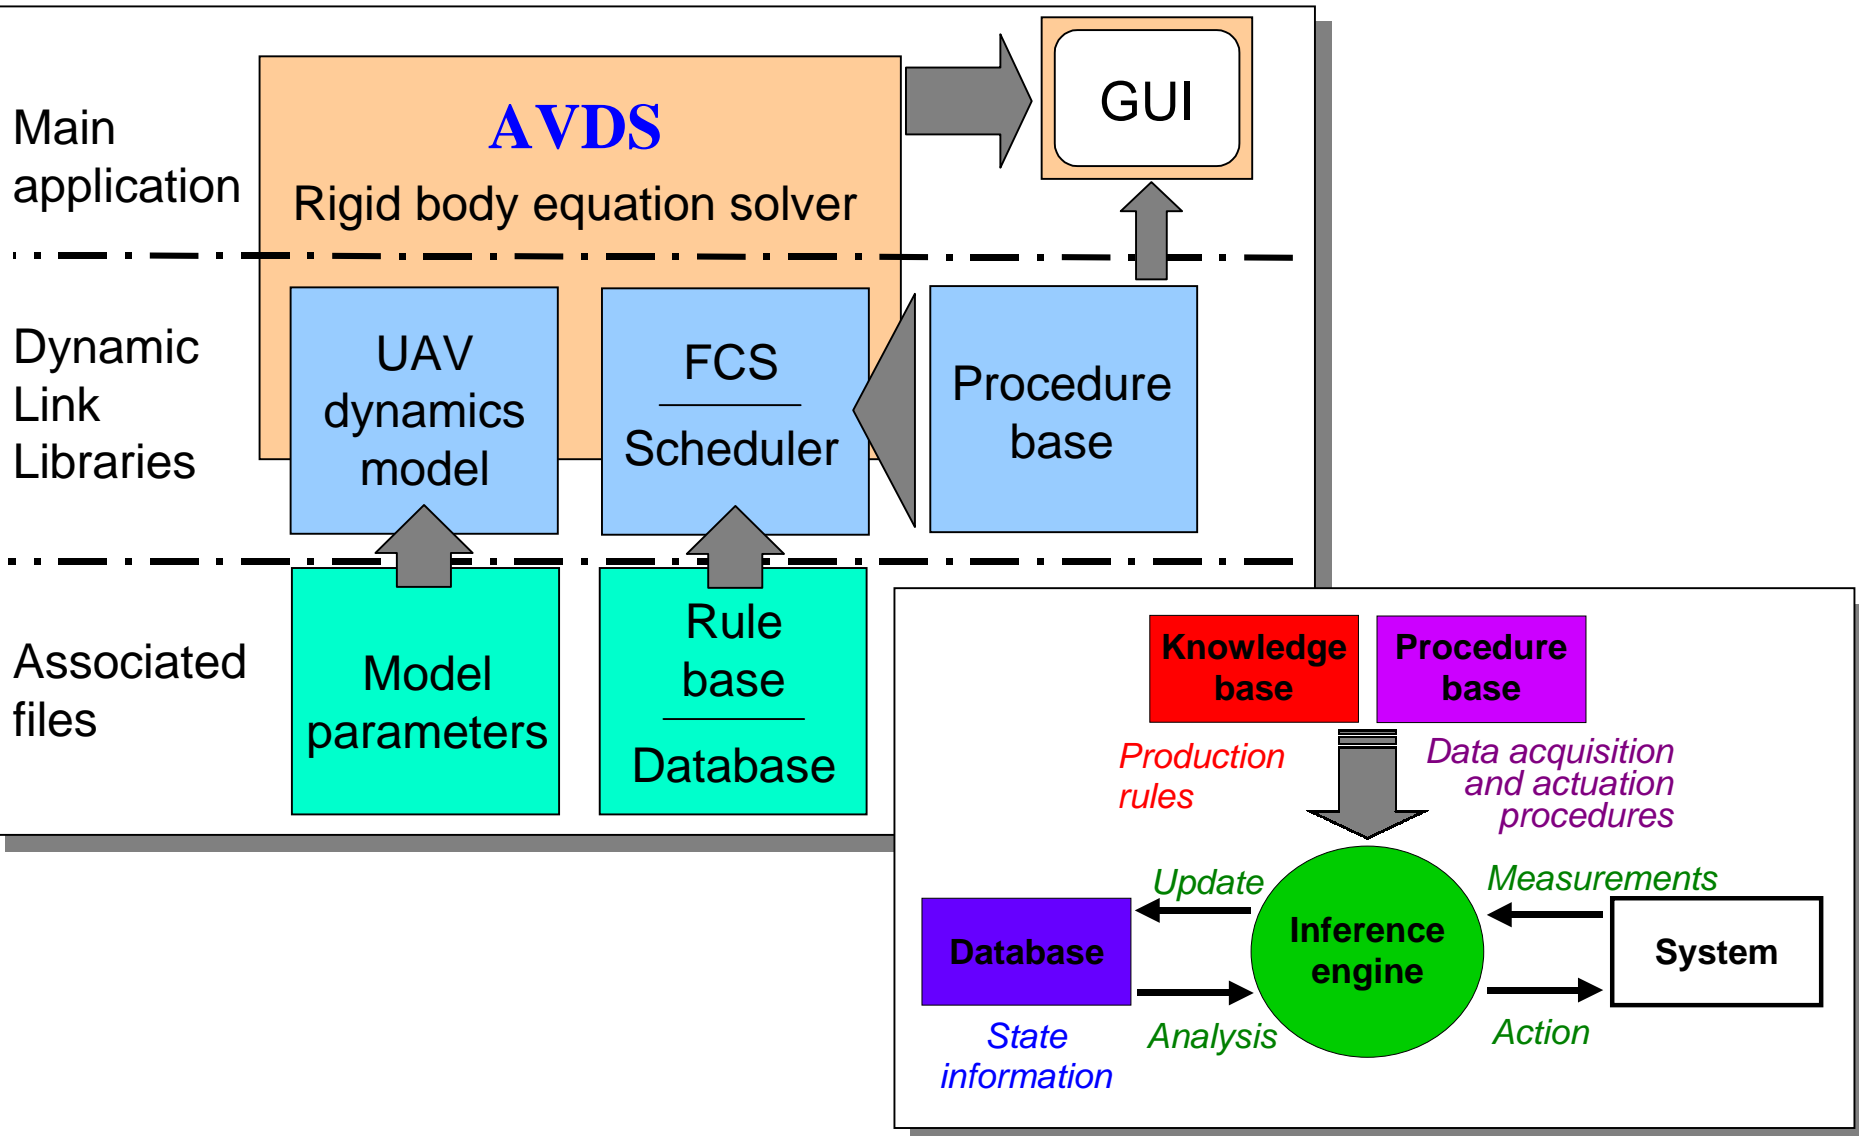 Main
application
AVDS
Rigid body equation solver
GUI
Dynamic
Link
Libraries
UAV
dynamics
model
FCS
Scheduler
Procedure
base
Associated
files
Model
parameters
Rule
base
Database
Knowledge
base
Procedure
base
Production
rules
Data acquisition
and actuation
procedures
Update
Measurements
Database
Inference
engine
System
State
information
Analysis
Action